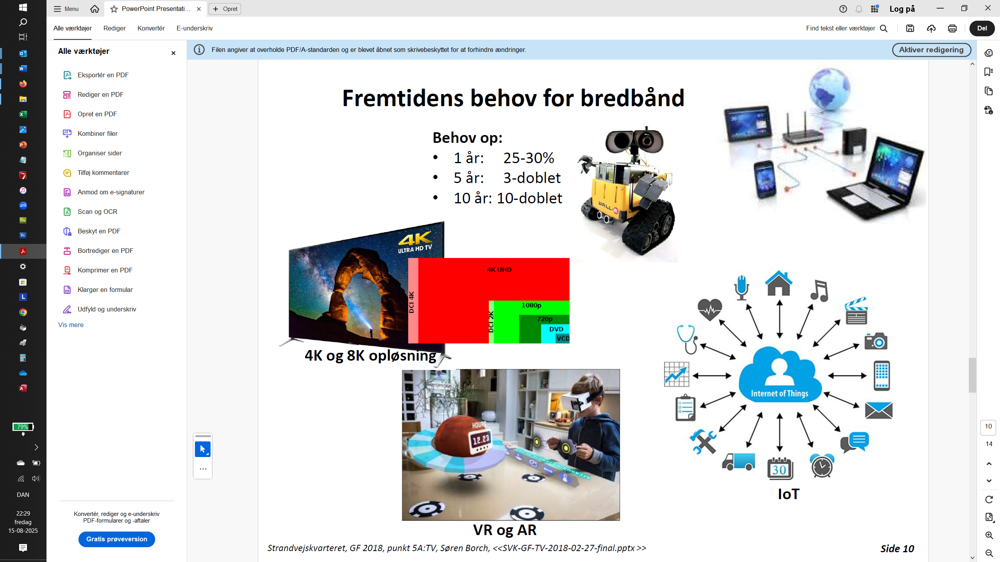 Menu
PowerPoint Presentati...
Opret
Log på
Alle værktøjer
Rediger
Konvertér
E-underskriv
Find tekst eller værktøjer
Del
Alle værktøjer
Filen angiver at overholde PDF/A-standarden og er blevet åbnet som skrivebeskyttet for at forhindre ændringer.
Aktiver redigering
Eksportér en PDF
Rediger en PDF
Opret en PDF
Kombiner filer
Organiser sider
Tilføj kommentarer
Anmod om e-signaturer
Scan og OCR
Beskyt en PDF
Bortrediger en PDF
Komprimer en PDF
Klargør en formular
Udfyld og underskriv
Vis mere
Konvertér, rediger og e-underskriv
PDF-formularer og -aftaler
Gratis prøveversion
Fremtidens behov for bredbånd
Behov op:
• 1 år: 25-30%
• 5 år: 3-doblet
• 10 år: 10-doblet
WALL·E
4K
ULTRA HD TV
4K UHD
DCI 4K
1080p
DCI 2K
720p
DVD
VCD
4K og 8K opløsning
HOURS
12.23
VR og AR
Internet of Things
30
IoT
Strandvejskvarteret, GF 2018, punkt 5A:TV, Søren Borch, <<SVK-GF-TV-2018-02-27-final.pptx >>
Side 10
10
14
zm
Dw
Ps
L
79%
DAN
22:29
fredag
15-08-2025